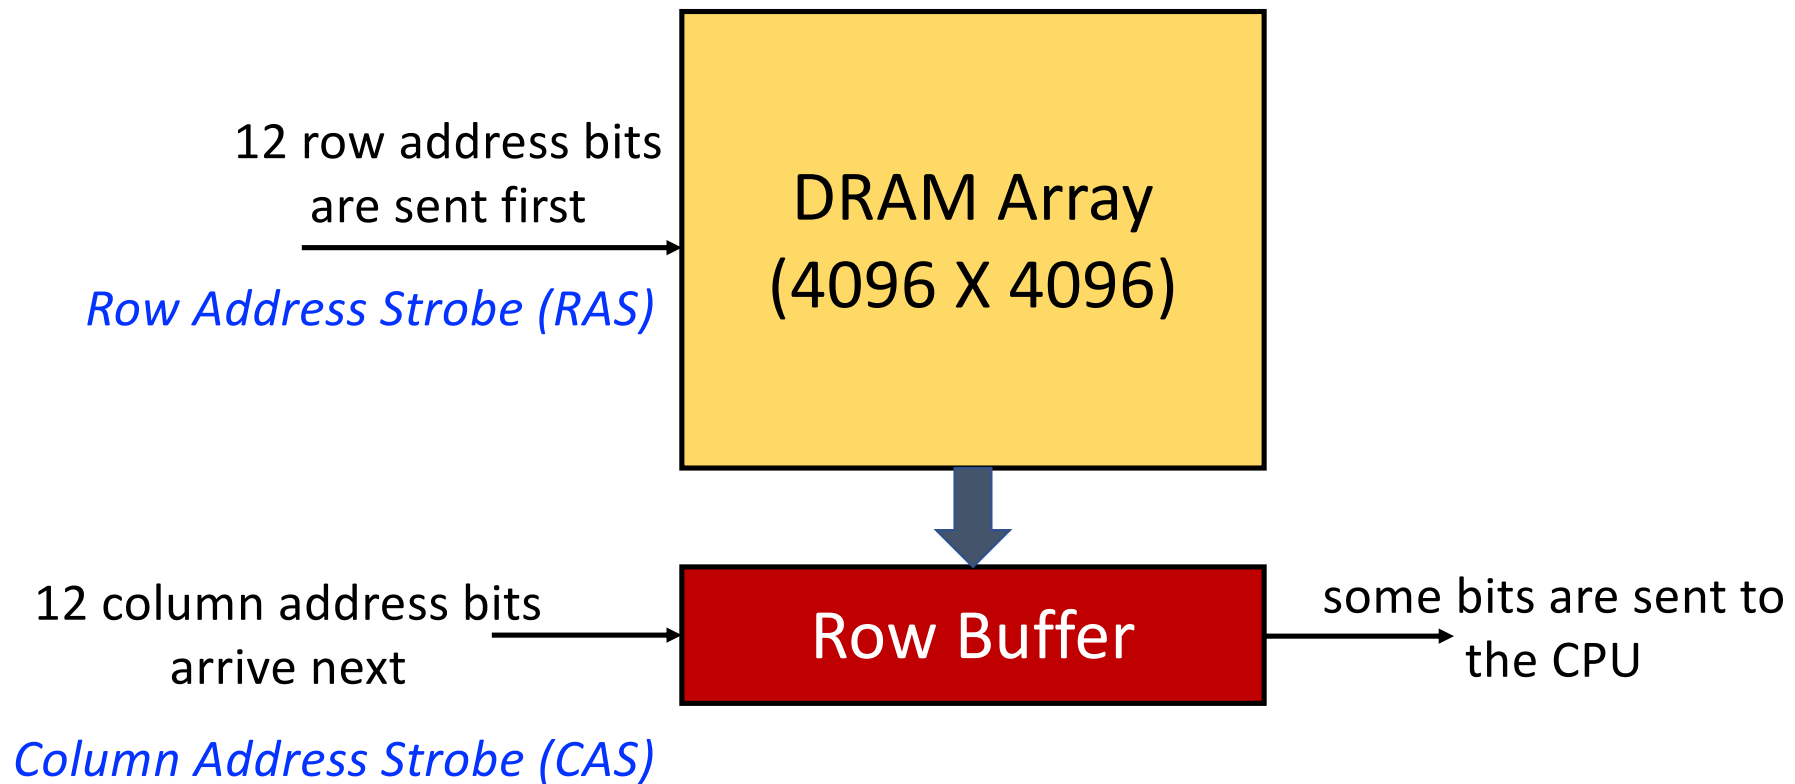 12 row address bits
are sent first
Row Address Strobe (RAS)
DRAM Array
(4096 X 4096)
12 column address bits
arrive next
Column Address Strobe (CAS)
Row Buffer
some bits are sent to
the CPU